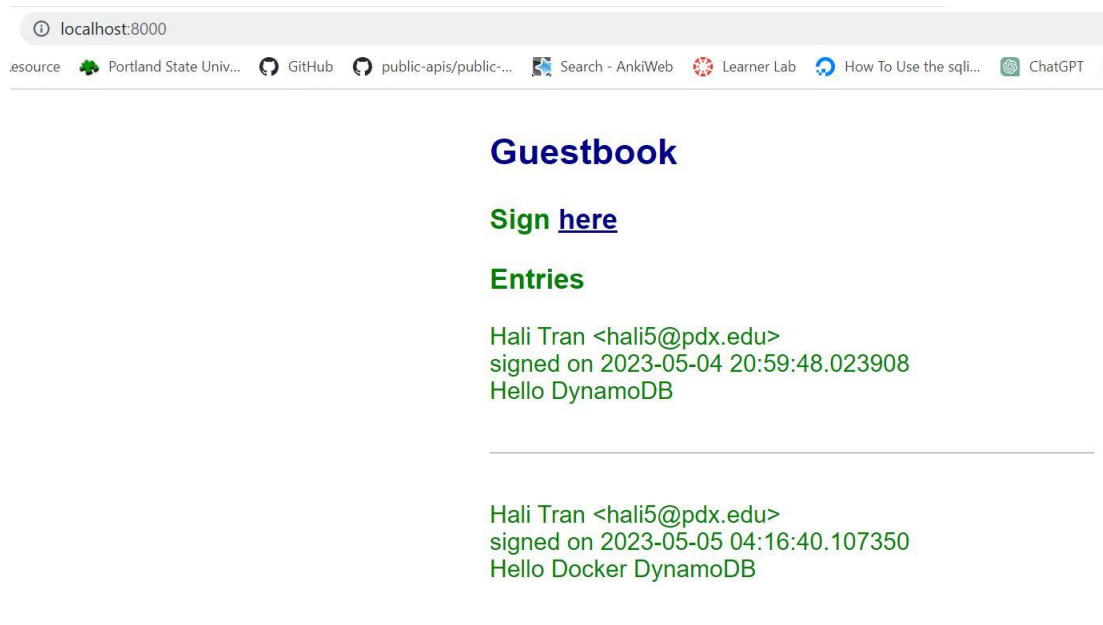 localhost:8000
esource Portland State Univ... GitHub public-apis/public-... Search - AnkiWeb Learner Lab How To Use the sqli... ChatGPT
Guestbook
Sign here
Entries
Hali Tran <hali5@pdx.edu>
signed on 2023-05-04 20:59:48.023908
Hello DynamoDB
Hali Tran <hali5@pdx.edu>
signed on 2023-05-05 04:16:40.107350
Hello Docker DynamoDB